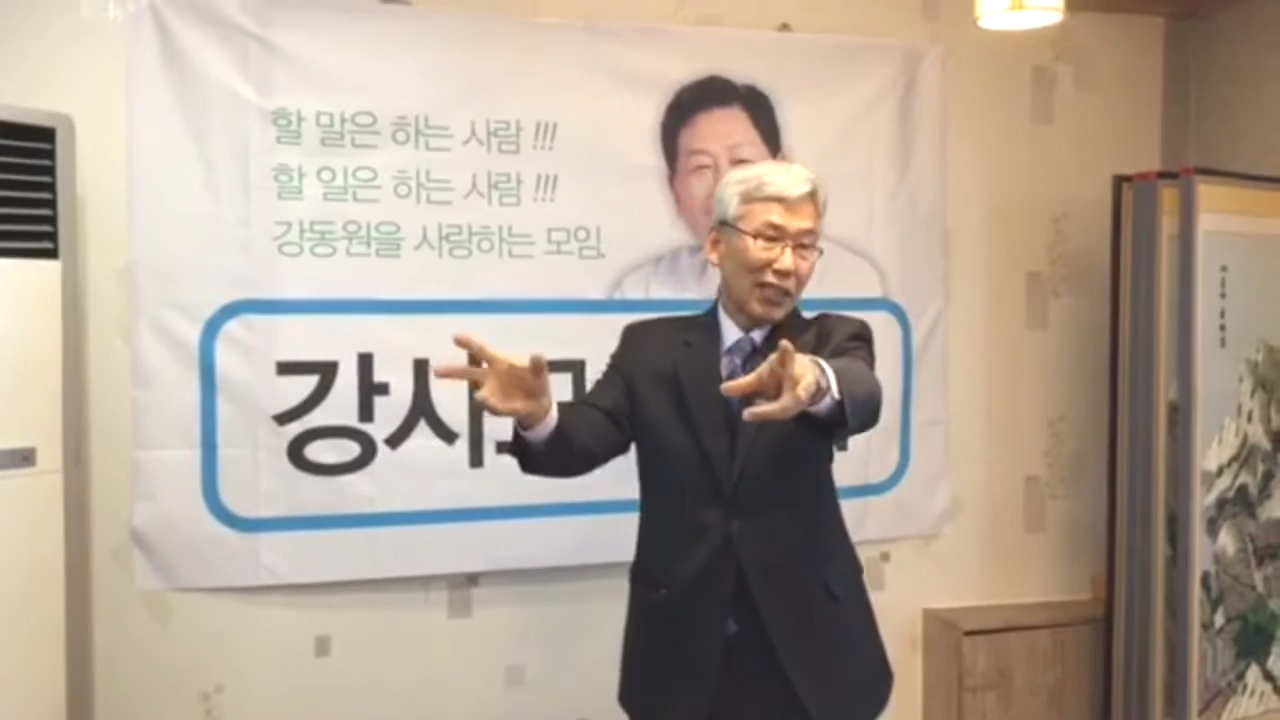 할 말은 하는 사람 !!!
할 일은 하는 사람 !!!
강동원을 사랑하는 모임.
강사